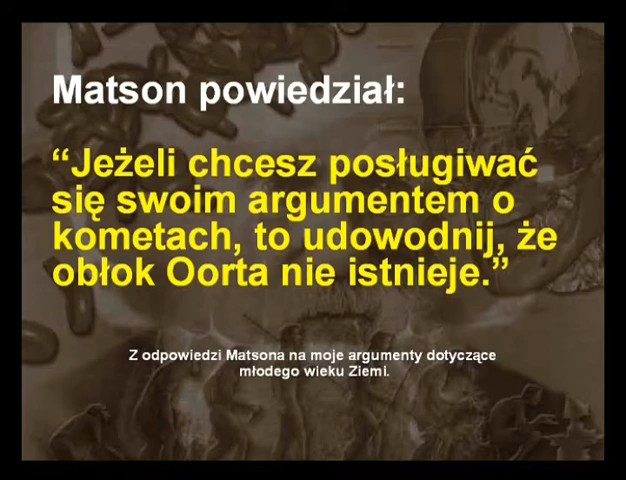 Matson powiedział:
“Jeżeli chcesz posługiwać
się swoim argumentem o
kometach, to udowodnij, że
obłok Oorta nie istnieje.”
Z odpowiedzi Matsona na moje argumenty dotyczące
młodego wieku Ziemi.